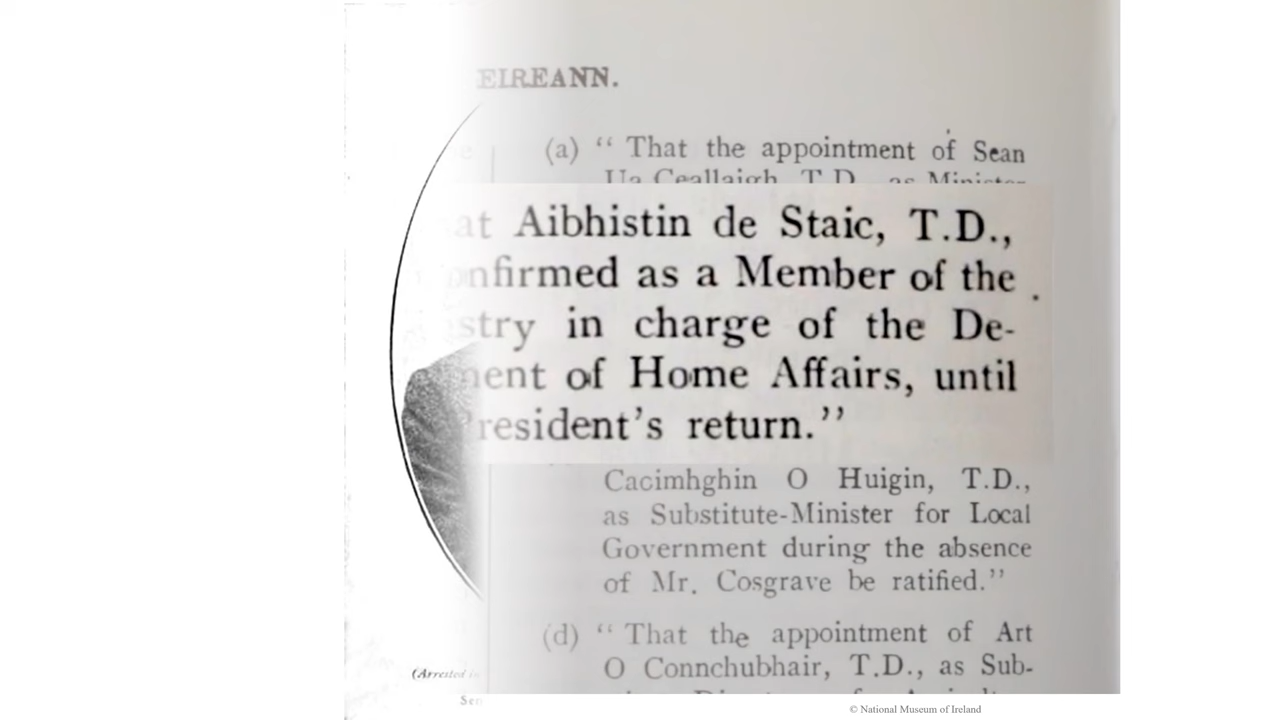 EIREANN.
(a) “ That the appointment of Sean
Ua Ceallaigh, T.D., as Minister
at Aibhistin de Staic, T.D.,
nfirmed as a Member of the
stry in charge of the De-
ment of Home Affairs, until
resident’s return.”
Cacimhghin O Huigin, T.D.,
as Substitute-Minister for Local
Government during the absence
of Mr. Cosgrave be ratified.”
(d) “ That the appointment of Art
O Connchubhair, T.D., as Sub-
(Arrested in
Sen
© National Museum of Ireland